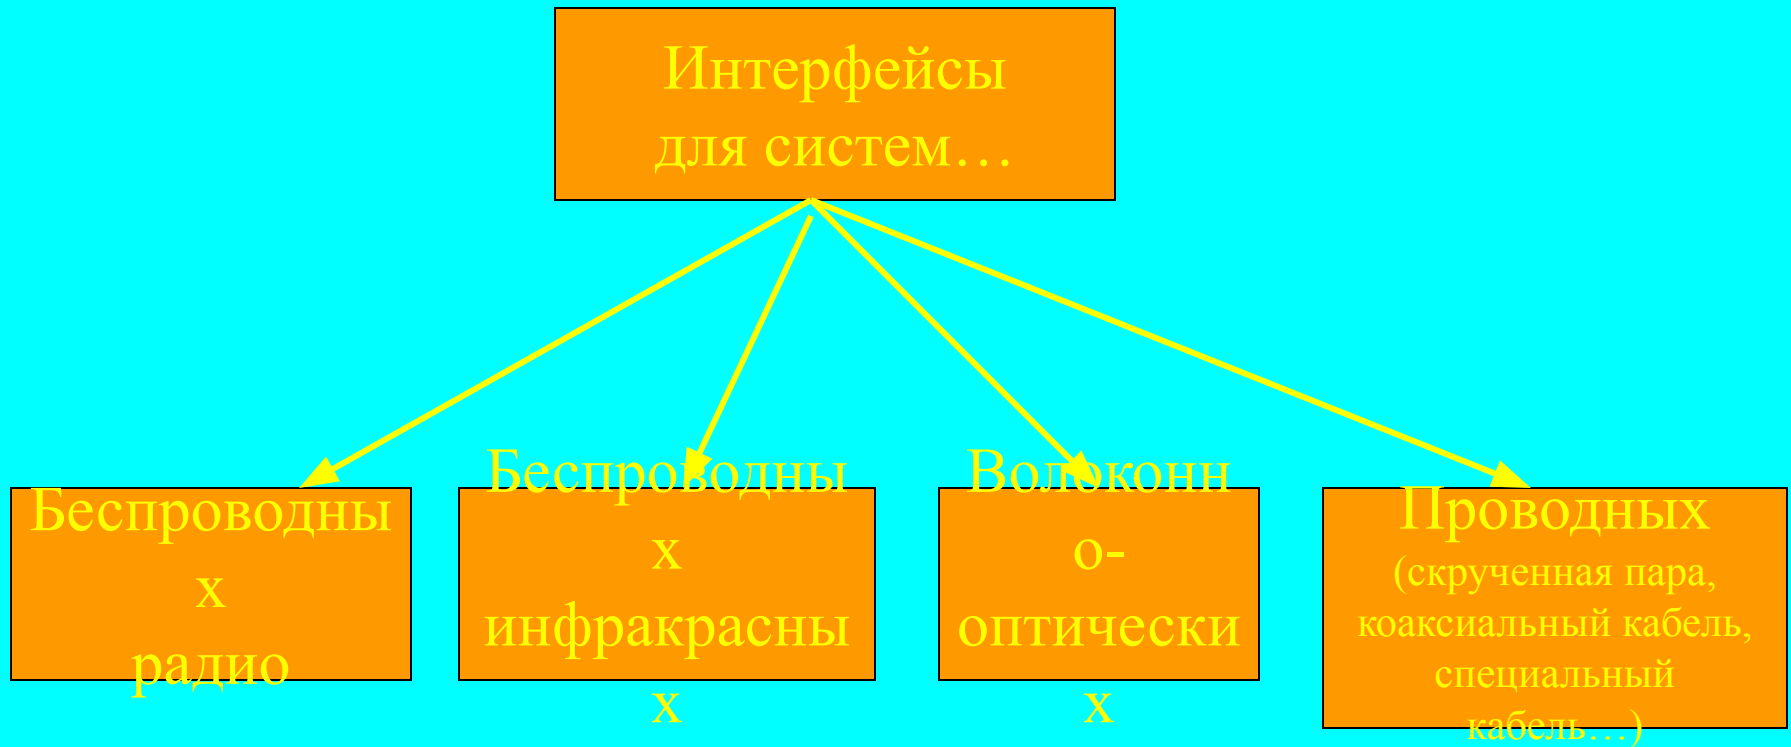 Интерфейсы
для систем…
Беспроводны
х
радио
Беспроводны
х
инфракрасны
х
Волоконн
о-
оптически
х
Проводных
(скрученная пара,
коаксиальный кабель,
специальный
кабель…)